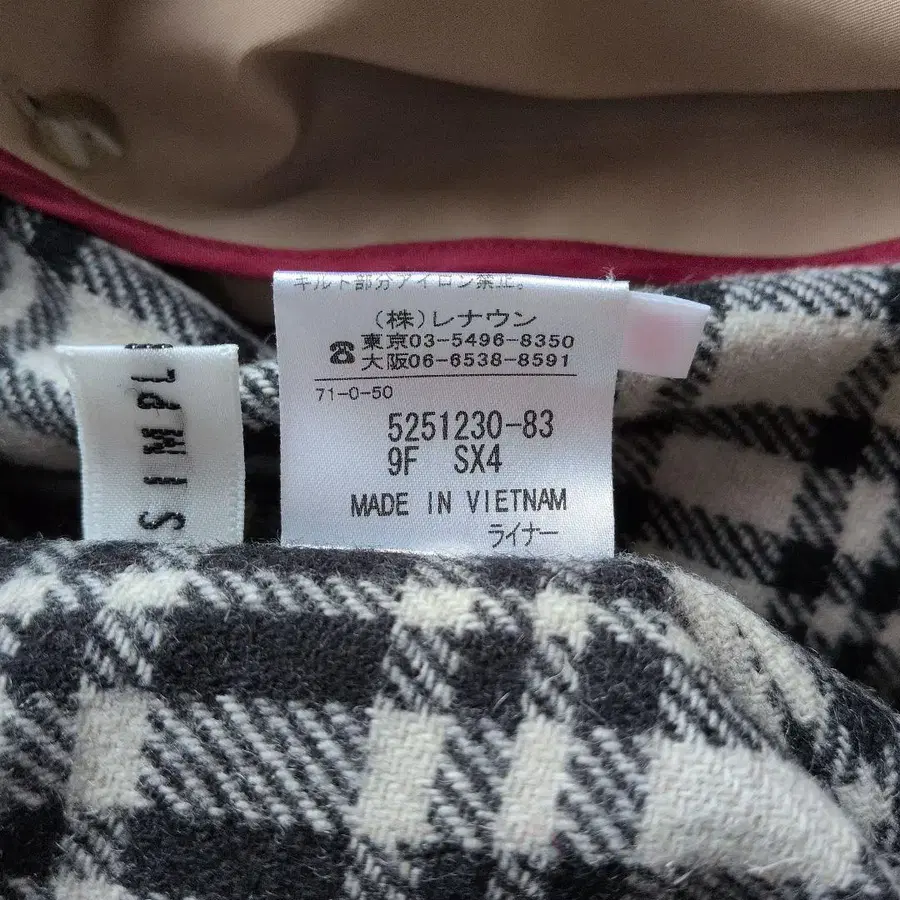 キルト部分アイロン禁止。
(株)レナウン
☎ 東京03-5496-8350
大阪06-6538-8591
71-0-50
5251230-83
9F SX4
MADE IN VIETNAM
ライナー
SIMPL